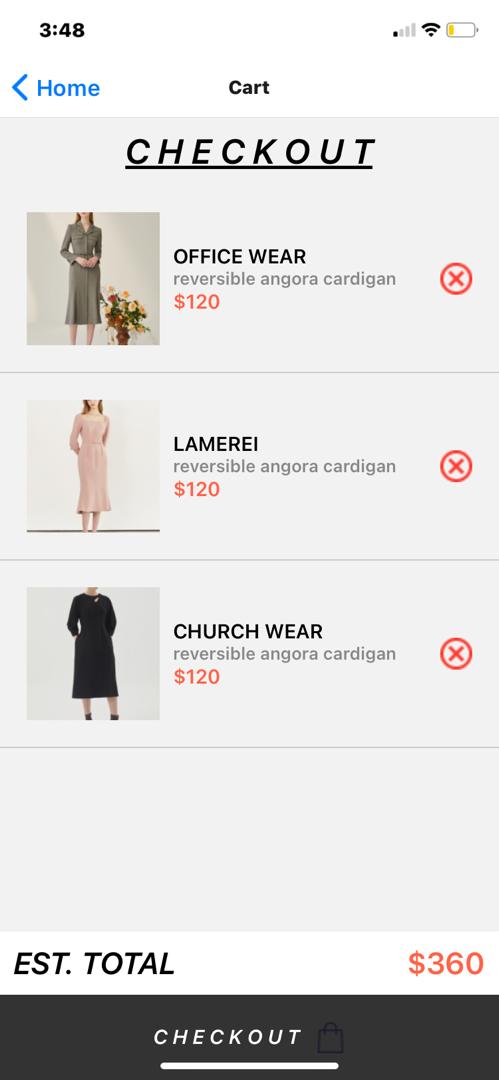 3:48
Home
Cart
CHECKOUT
OFFICE WEAR
reversible angora cardigan
$120
LAMEREI
reversible angora cardigan
$120
CHURCH WEAR
reversible angora cardigan
$120
EST. TOTAL $360
CHECKOUT